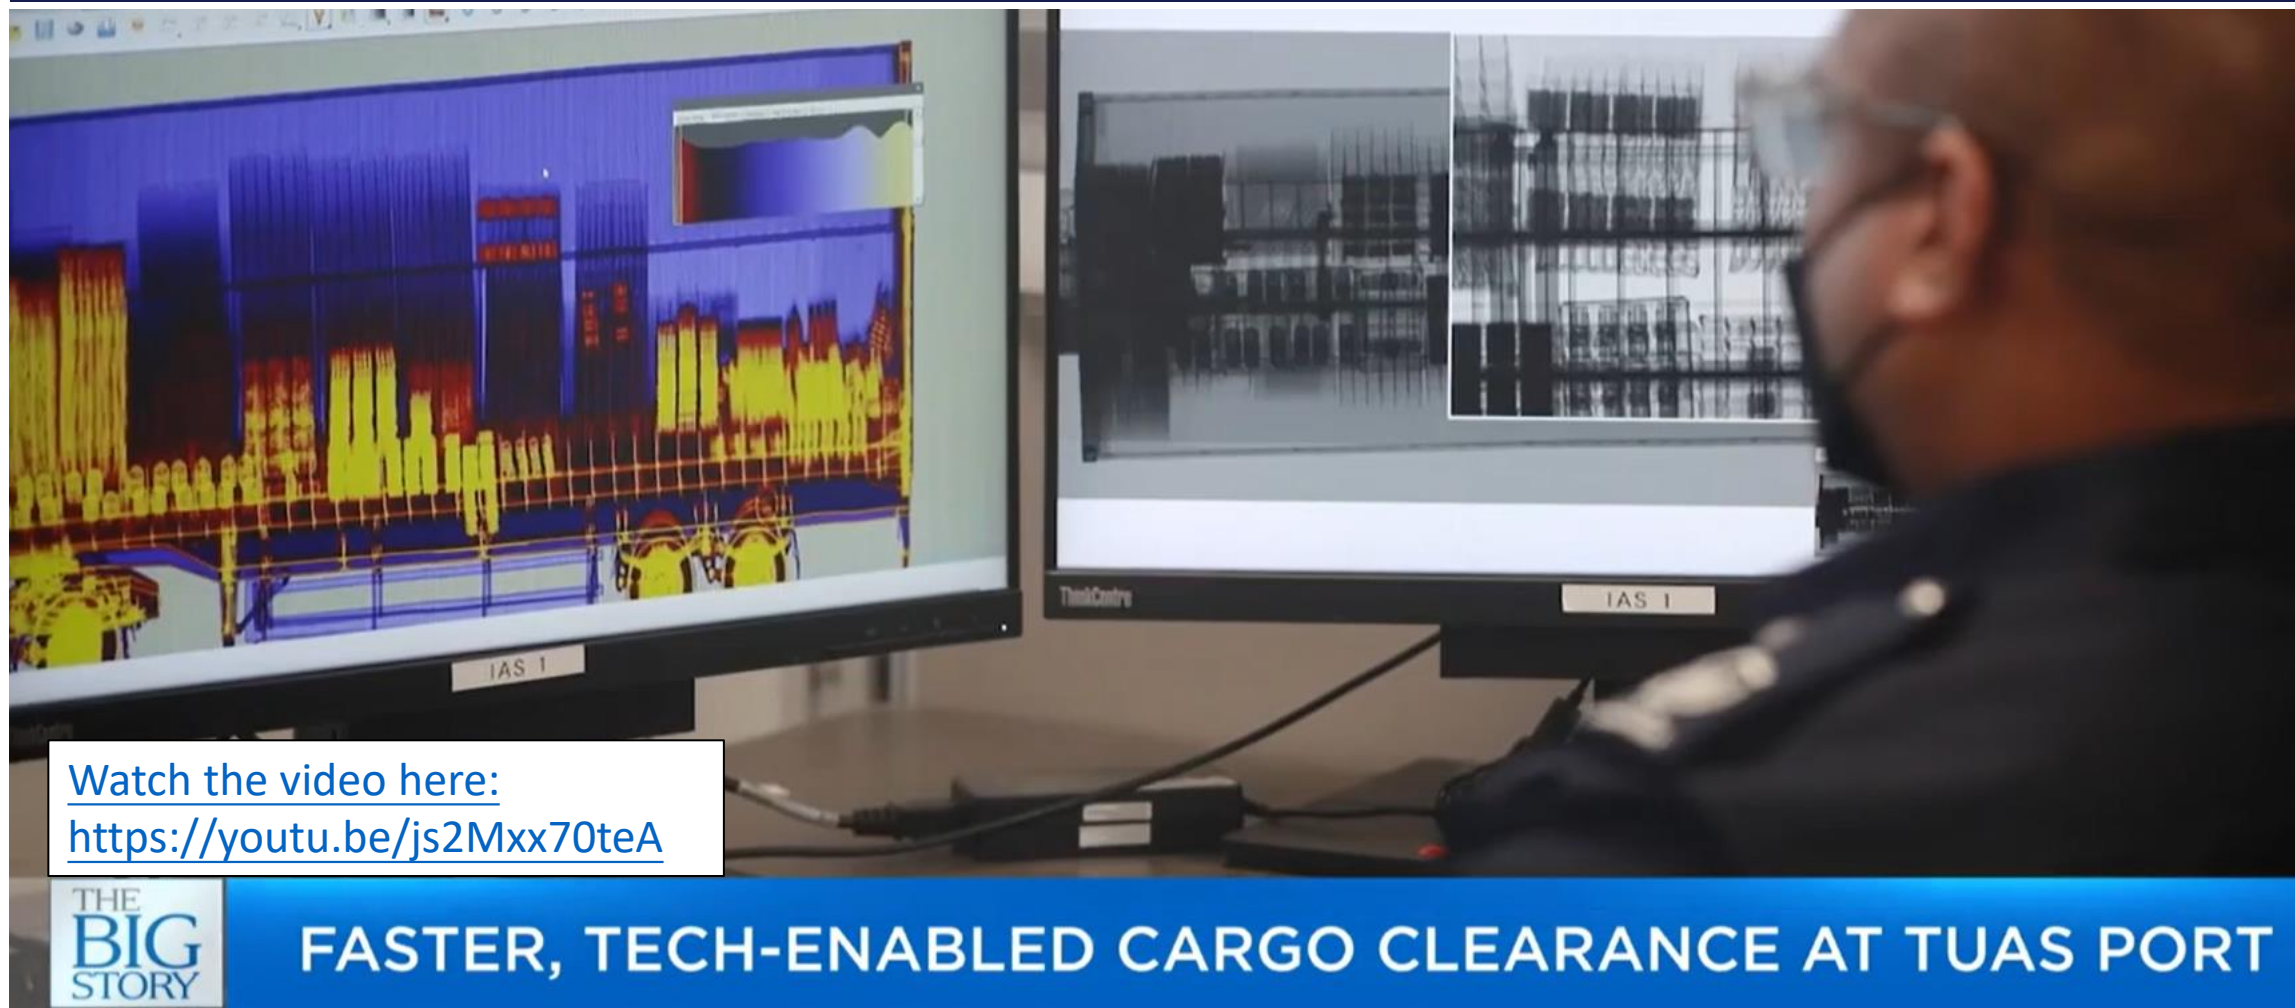 ThinkCentre
IAS 1
IAS 1
Watch the video here:
https://youtu.be/js2Mxx70teA
THE
BIG
STORY
FASTER, TECH-ENABLED CARGO CLEARANCE AT TUAS PORT